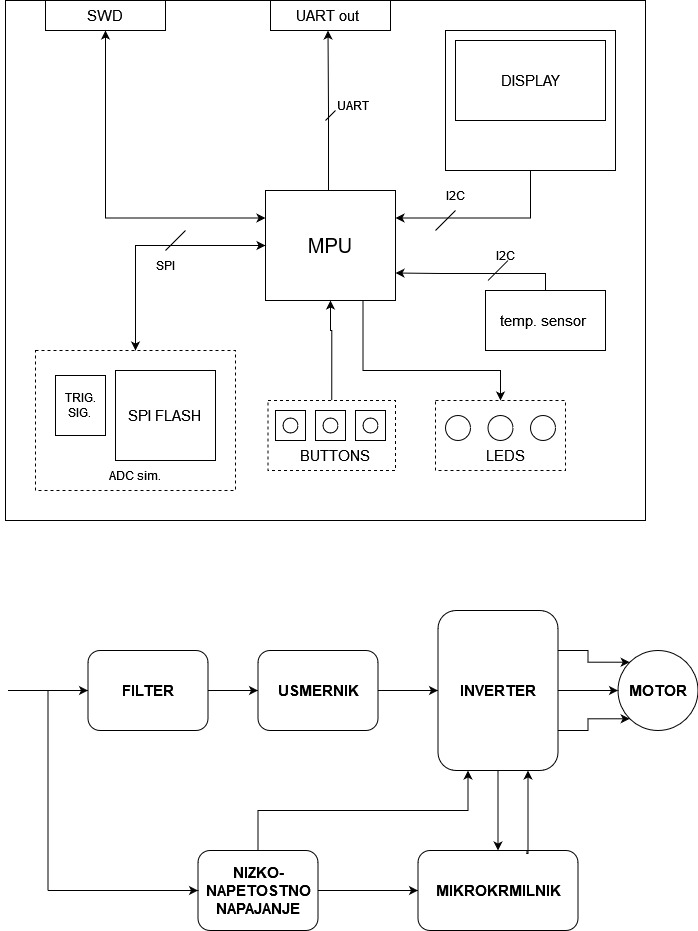 SWD
UART out
DISPLAY
UART
I2C
MPU
SPI
I2C
temp. sensor
TRIG.
SIG.
SPI FLASH
ADC sim.
BUTTONS
LEDS
FILTER
USMERNIK
INVERTER
MOTOR
NIZKO-
NAPETOSTNO
NAPAJANJE
MIKROKRMILNIK